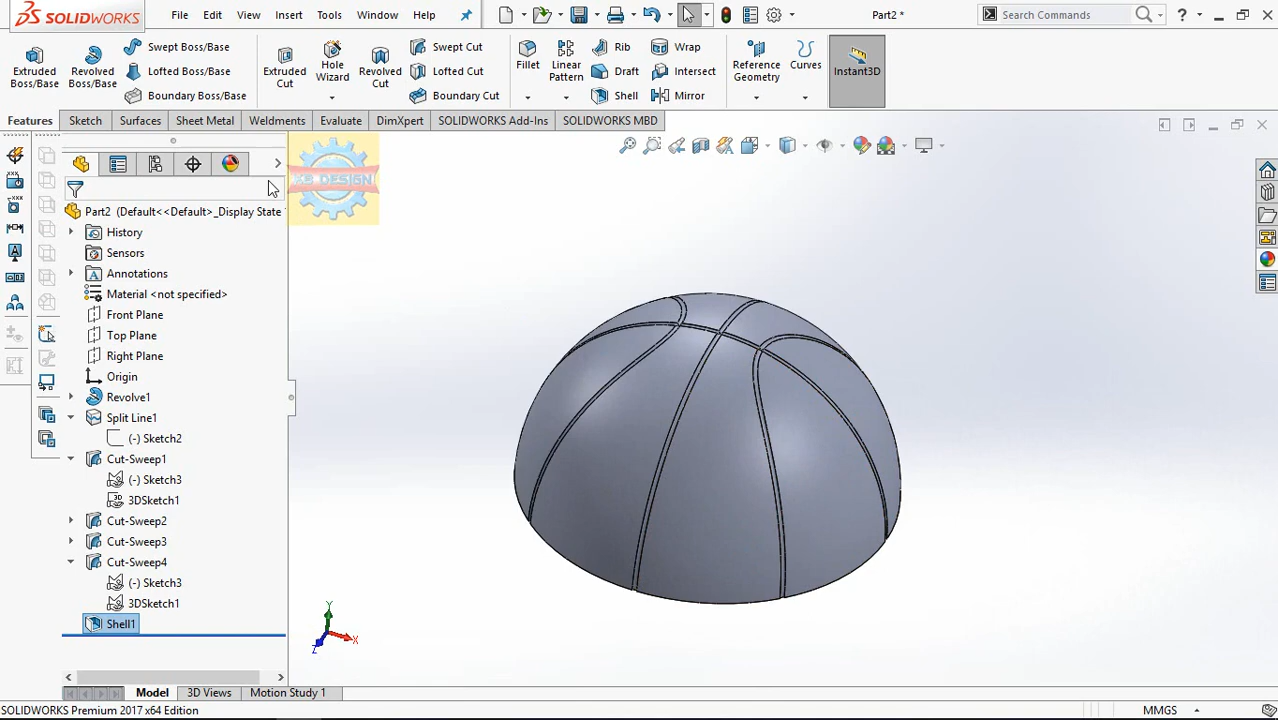 SOLIDWORKS File Edit View Insert Tools Window Help Part2 * Search Commands ?
Extruded Boss/Base
Revolved Boss/Base
Swept Boss/Base
Lofted Boss/Base
Boundary Boss/Base
Extruded Cut
Hole Wizard
Revolved Cut
Swept Cut
Lofted Cut
Boundary Cut
Fillet
Linear Pattern
Rib
Draft
Shell
Wrap
Intersect
Mirror
Reference Geometry
Curves
Instant3D
Features Sketch Surfaces Sheet Metal Weldments Evaluate DimXpert SOLIDWORKS Add-Ins SOLIDWORKS MBD
KB DESIGN
Part2 (Default<<Default>_Display State
History
Sensors
Annotations
Material <not specified>
Front Plane
Top Plane
Right Plane
Origin
Revolve1
Split Line1
(-) Sketch2
Cut-Sweep1
(-) Sketch3
3DSketch1
Cut-Sweep2
Cut-Sweep3
Cut-Sweep4
(-) Sketch3
3DSketch1
Shell1
Y
X
Z
Model 3D Views Motion Study 1
SOLIDWORKS Premium 2017 x64 Edition MMGS